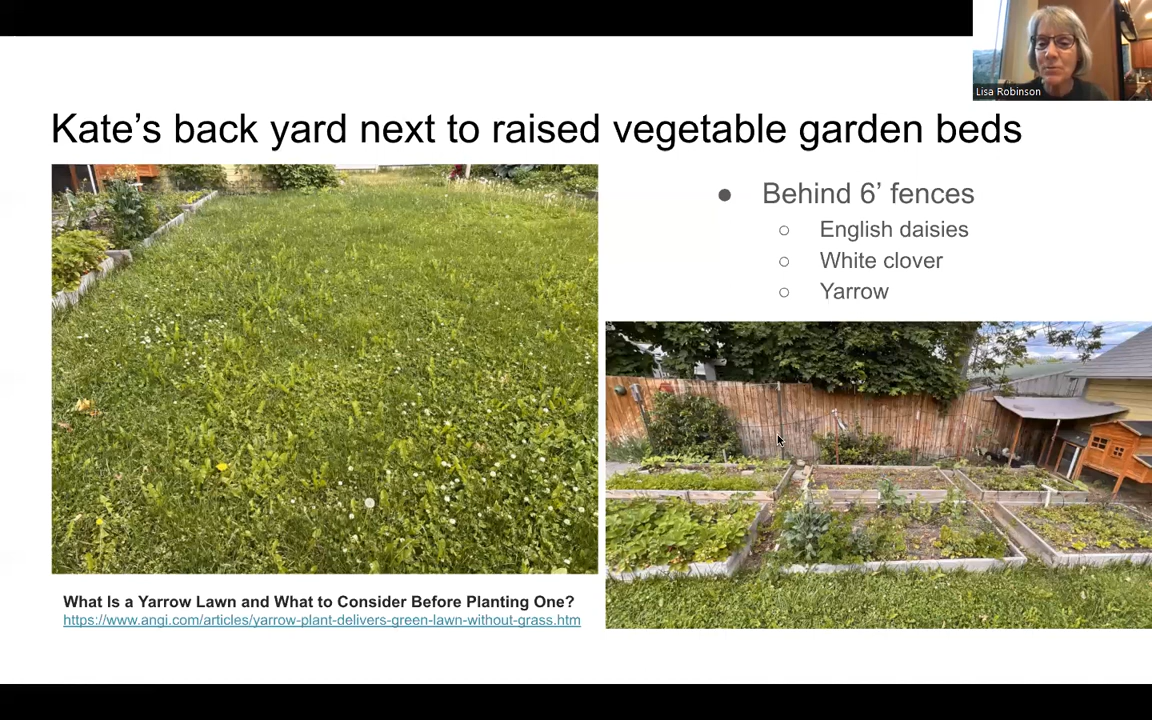 Lisa Robinson
Kate's back yard next to raised vegetable garden beds
● Behind 6' fences
○ English daisies
○ White clover
○ Yarrow
What Is a Yarrow Lawn and What to Consider Before Planting One?
https://www.angi.com/articles/yarrow-plant-delivers-green-lawn-without-grass.htm